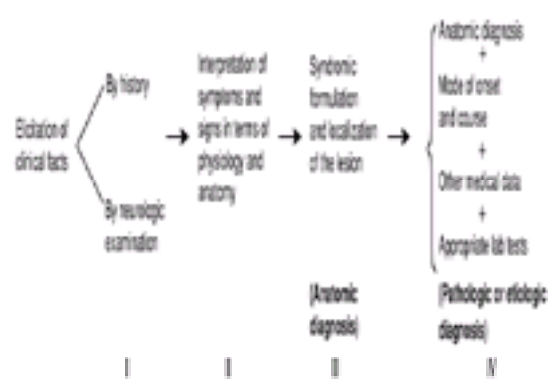 Elicitation of
clinical facts
By history
By neurologic
examination
Interpretation of
symptoms and
signs in terms of
physiology and
anatomy
Syndromic
formulation
and localization
of the lesion
(Anatomic
diagnosis)
Anatomic diagnosis
+
Mode of onset
and course
+
Other medical data
+
Appropriate lab tests
(Pathologic or etiologic
diagnosis)
I
II
III
IV